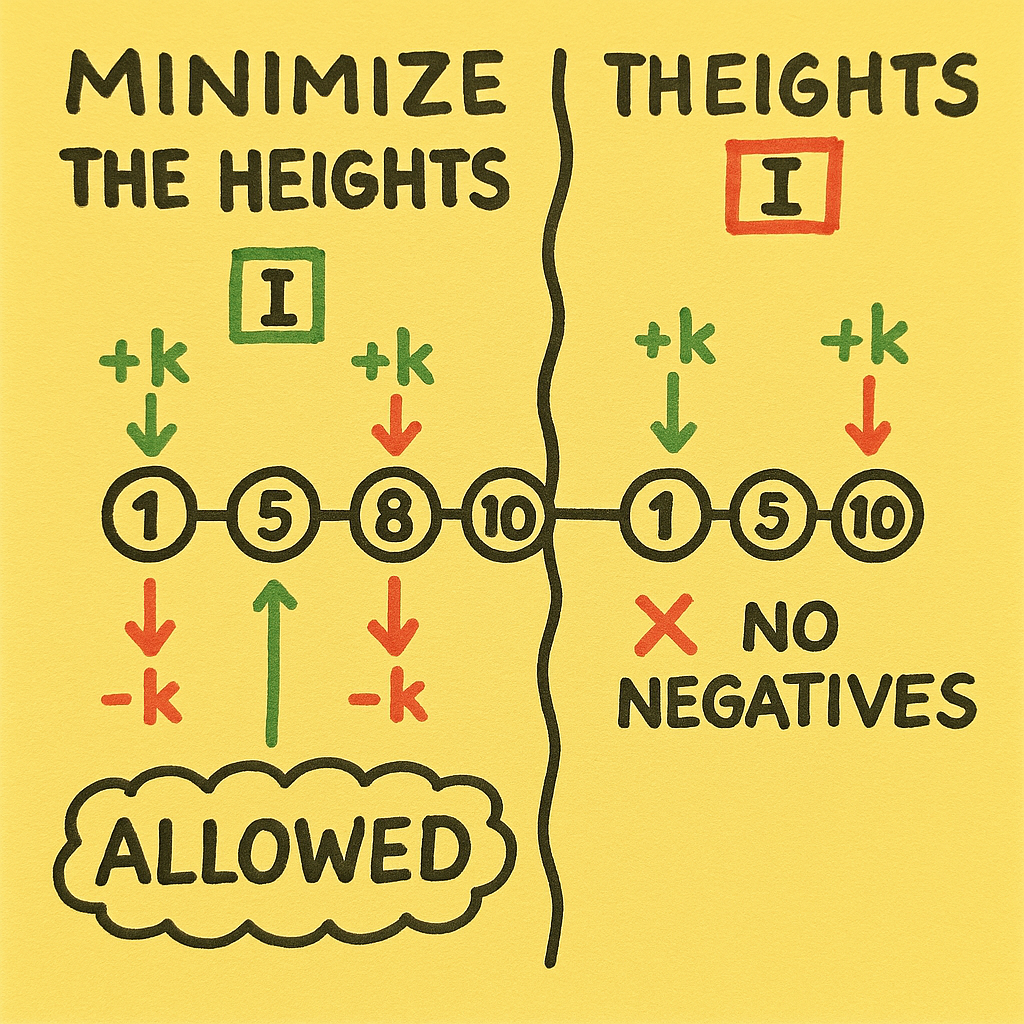 MINIMIZE
THE HEIGHTS
I
+k +k
1 5 8 10
-k -k
ALLOWED
THEIGHTS
I
+k +k
1 5 10
X NO
NEGATIVES